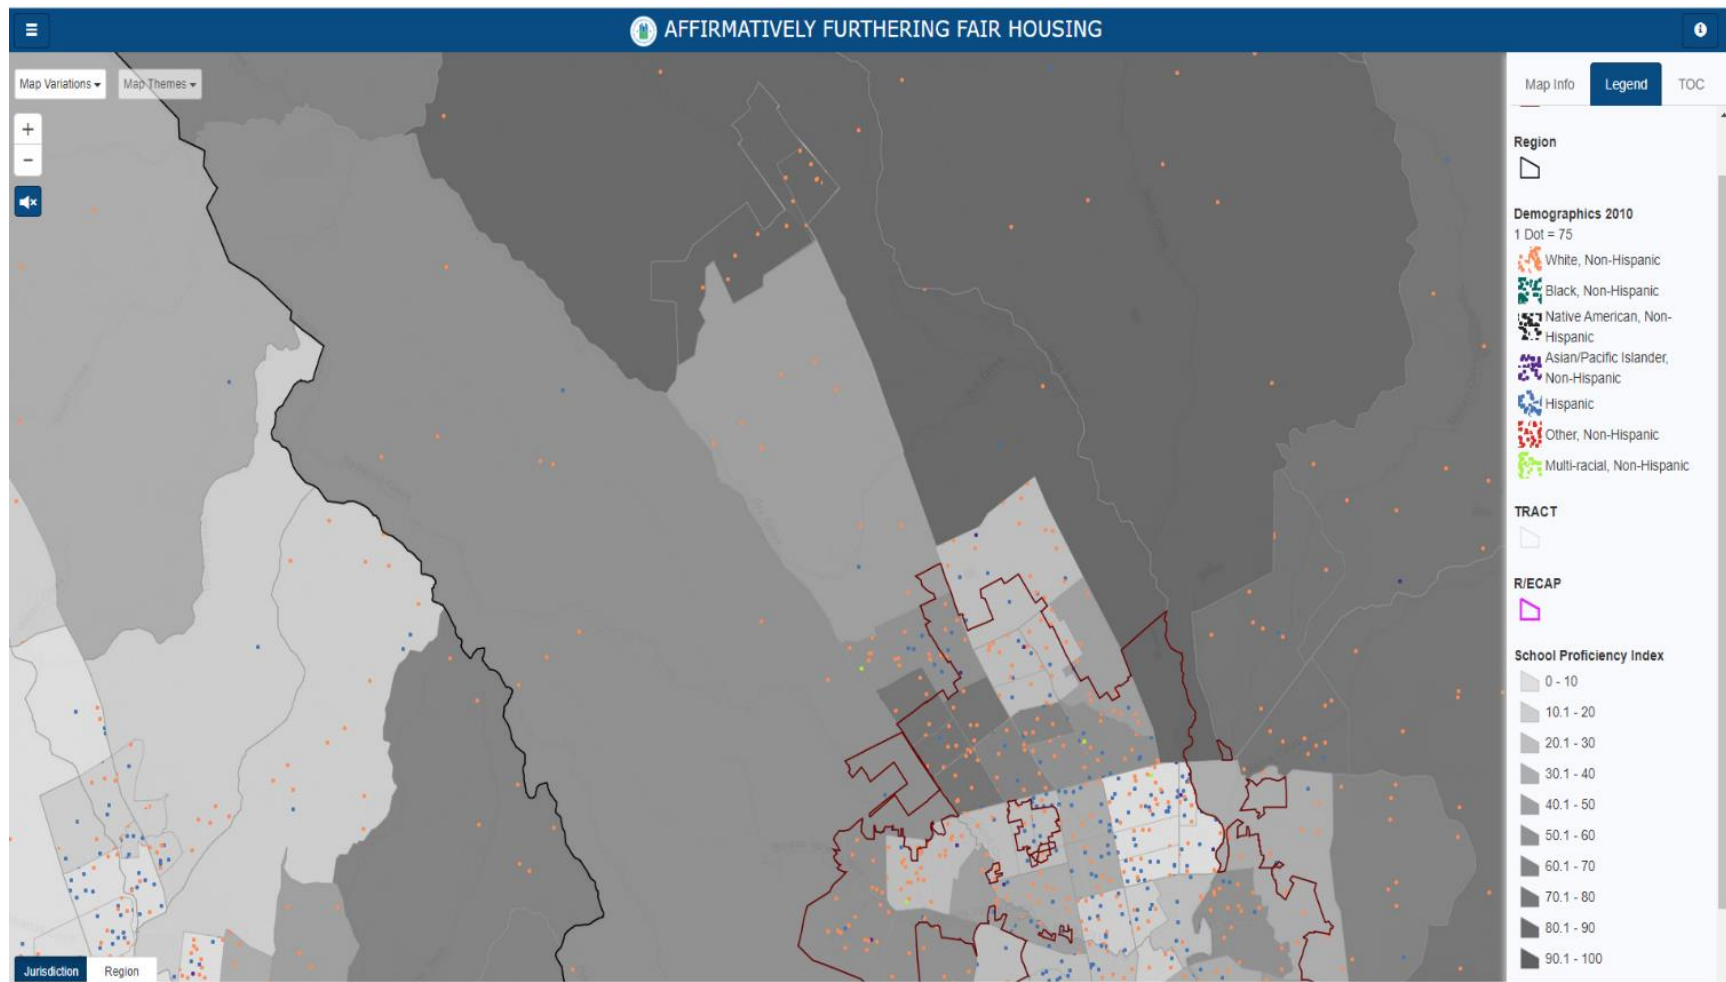 AFFIRMATIVELY FURTHERING FAIR HOUSING
Map Variations
Map Themes
+
−
Map Info
Legend
TOC
Region
Demographics 2010
1 Dot = 75
White, Non-Hispanic
Black, Non-Hispanic
Native American, Non-
Hispanic
Asian/Pacific Islander,
Non-Hispanic
Hispanic
Other, Non-Hispanic
Multi-racial, Non-Hispanic
TRACT
R/ECAP
School Proficiency Index
0 - 10
10.1 - 20
20.1 - 30
30.1 - 40
40.1 - 50
50.1 - 60
60.1 - 70
70.1 - 80
80.1 - 90
90.1 - 100
Jurisdiction
Region